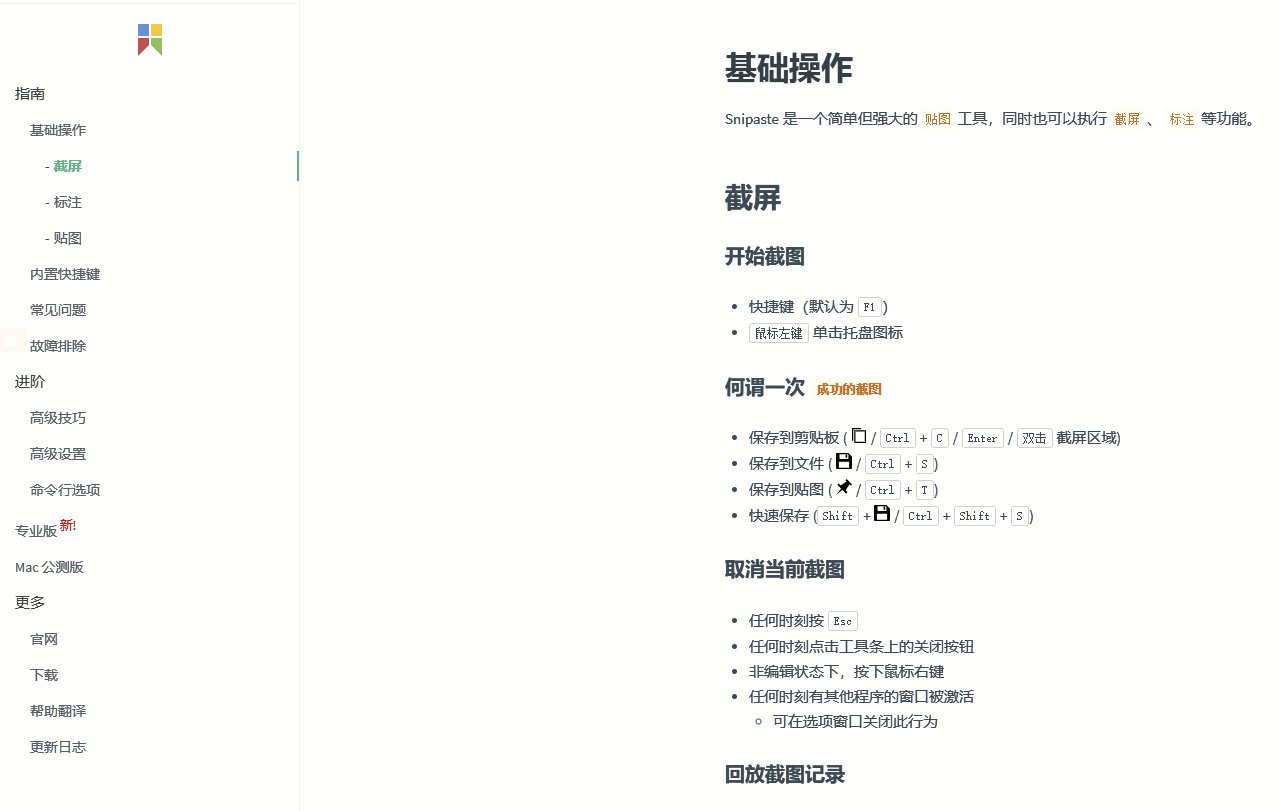 指南
基础操作
- 截屏
- 标注
- 贴图
内置快捷键
常见问题
故障排除
进阶
高级技巧
高级设置
命令行选项
专业版 新!
Mac 公测版
更多
官网
下载
帮助翻译
更新日志
基础操作
Snipaste 是一个简单但强大的 贴图 工具，同时也可以执行 截屏 、 标注 等功能。
截屏
开始截图
• 快捷键（默认为 F1）
• 鼠标左键 单击托盘图标
何谓一次 成功的截图
• 保存到剪贴板 ( / Ctrl + C / Enter / 双击 截屏区域)
• 保存到文件 ( / Ctrl + S)
• 保存到贴图 ( / Ctrl + T)
• 快速保存 (Shift + / Ctrl + Shift + S)
取消当前截图
• 任何时刻按 Esc
• 任何时刻点击工具条上的关闭按钮
• 非编辑状态下，按下鼠标右键
• 任何时刻有其他程序的窗口被激活
◦ 可在选项窗口关闭此行为
回放截图记录